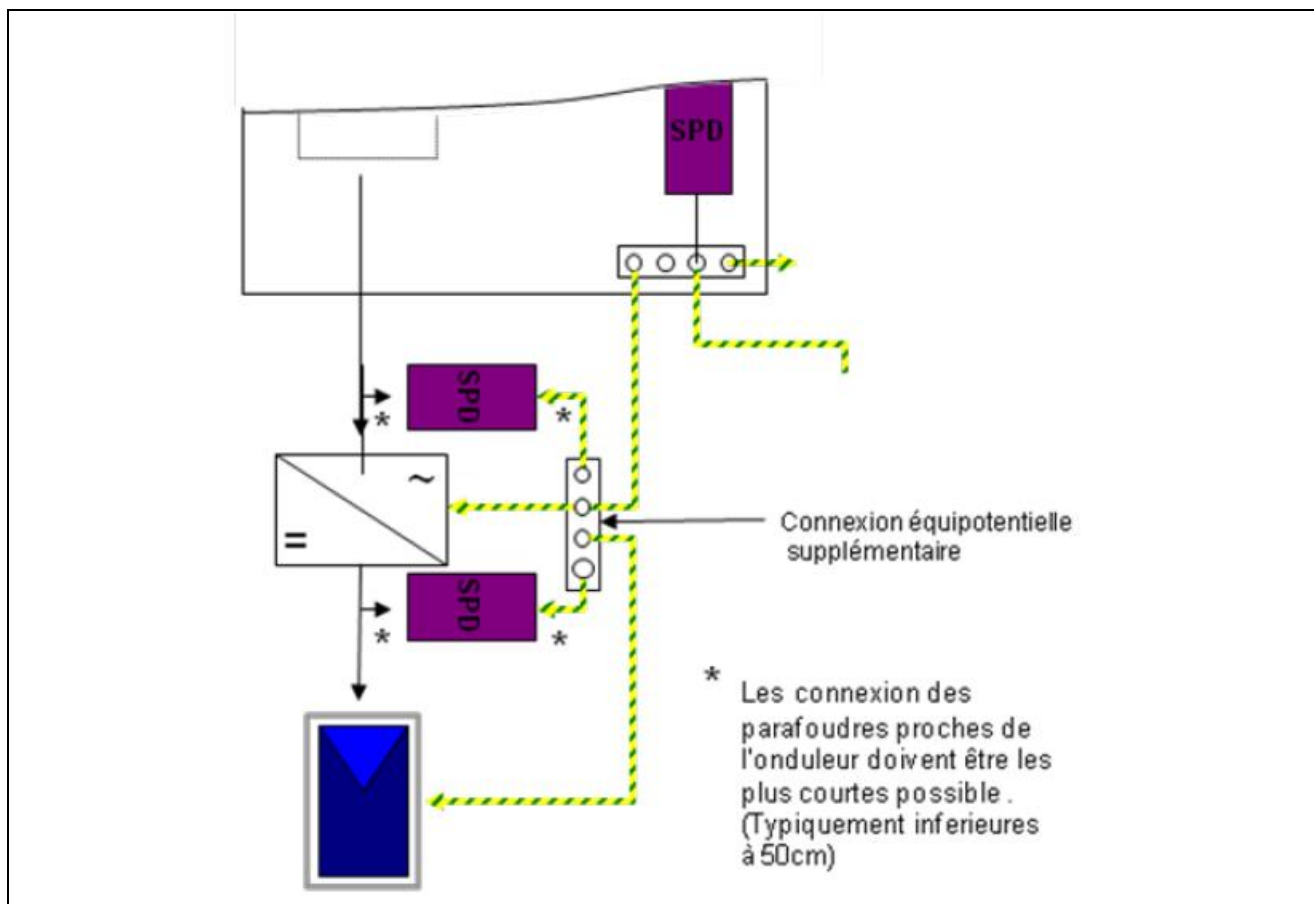 SPD
SPD
*
*
~
=
Connexion équipotentielle
supplémentaire
SPD
*
*
* Les connexion des
parafoudres proches de
l'onduleur doivent être les
plus courtes possible .
(Typiquement inferieures
à 50cm)